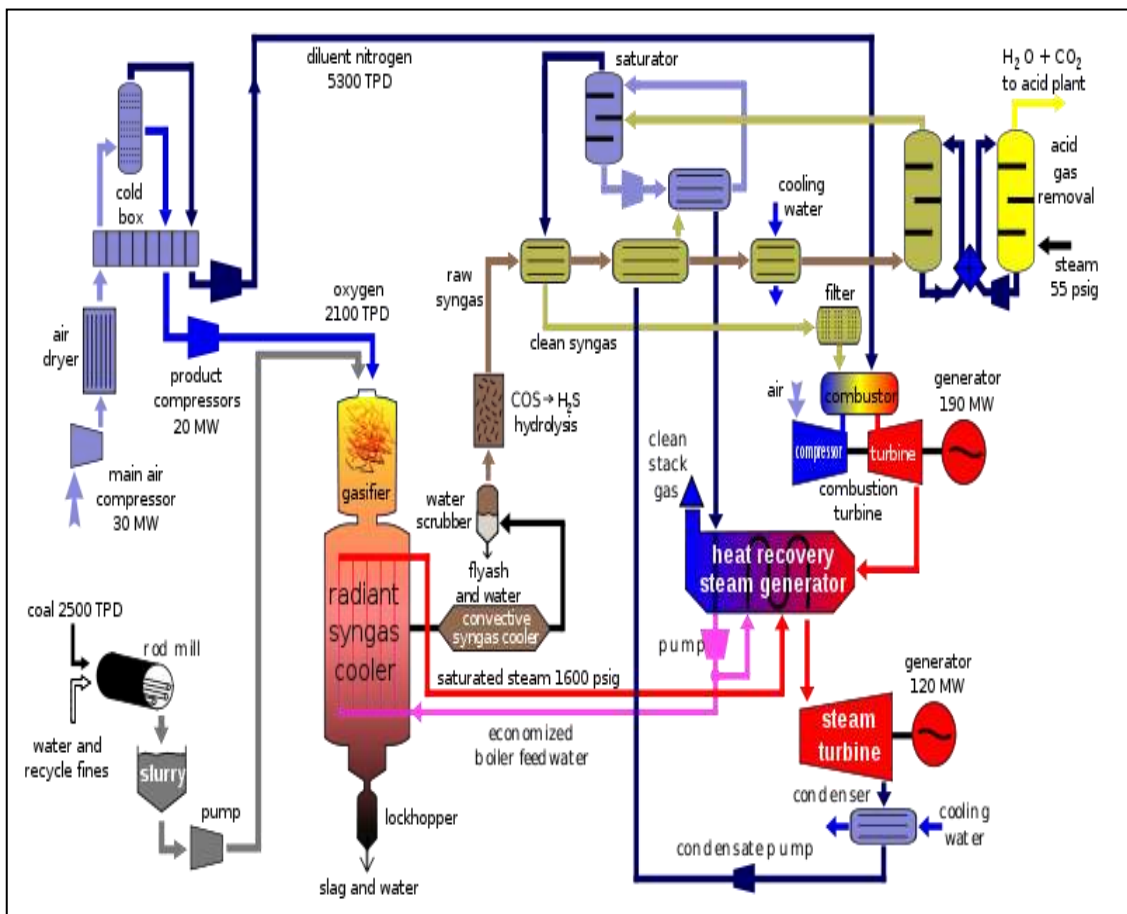 diluent nitrogen
5300 TPD
saturator
H₂O + CO₂
to acid plant
cold
box
cooling
water
acid
gas
removal
steam
55 psig
raw
syngas
filter
oxygen
2100 TPD
air
dryer
clean syngas
product
compressors
20 MW
COS → H₂S
hydrolysis
air
combustor
generator
190 MW
compressor
turbine
combustion
turbine
clean
stack
gas
main air
compressor
30 MW
gasifier
water
scrubber
flyash
and water
heat recovery
steam generator
radiant
syngas
cooler
convective
syngas cooler
coal 2500 TPD
rod mill
pump
generator
120 MW
saturated steam 1600 psig
steam
turbine
water and
recycle fines
slurry
economized
boiler feed water
pump
lockhopper
condenser
cooling
water
condensate pump
slag and water